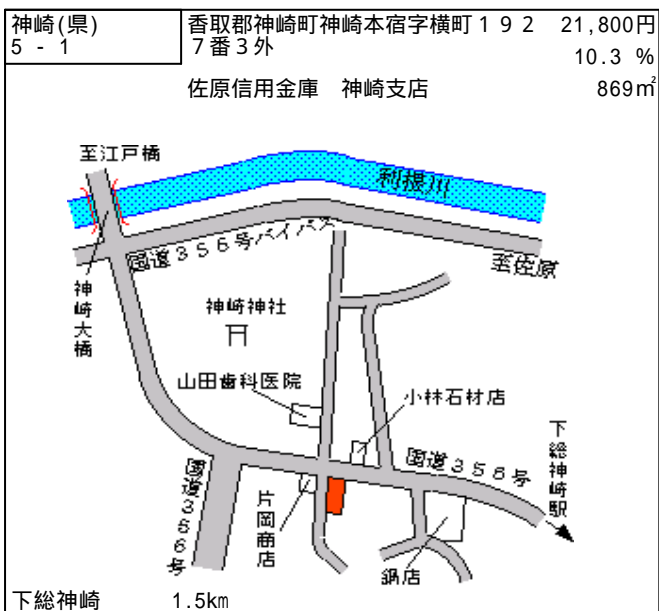 神崎(県)
5 - 1
香取郡神崎町神崎本宿字横町１９２
７番３外
21,800円
10.3 %
佐原信用金庫　神崎支店
869㎡
至江戸橋
利根川
国道３５６号バイパス
至佐原
神崎大橋
神崎神社
山田歯科医院
小林石材店
下総神崎駅
国道３５６号
国道３５６号
片岡商店
鍋店
下総神崎
1.5km